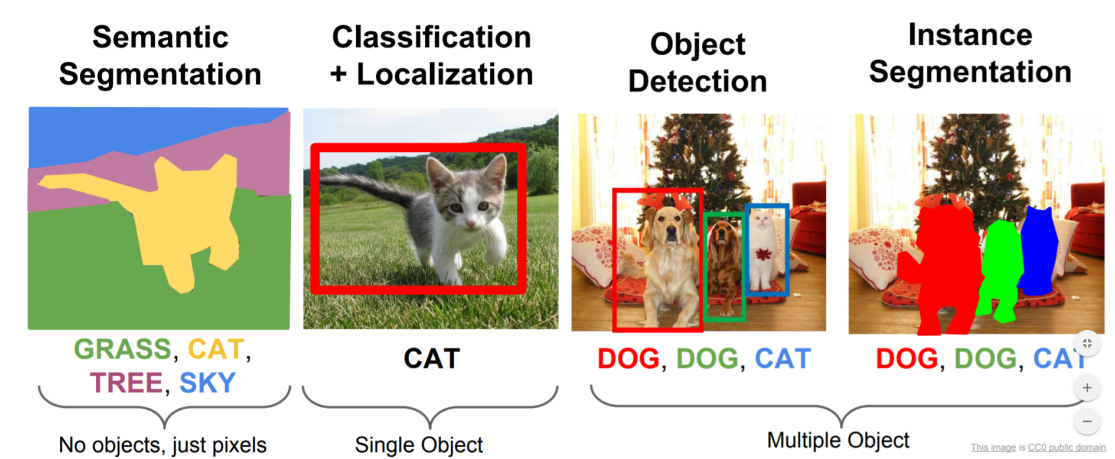 Semantic
Segmentation
Classification
+ Localization
Object
Detection
Instance
Segmentation
GRASS, CAT,
TREE, SKY
CAT
DOG, DOG, CAT
DOG, DOG, CAT
No objects, just pixels
Single Object
Multiple Object
This image is CC0 public domain